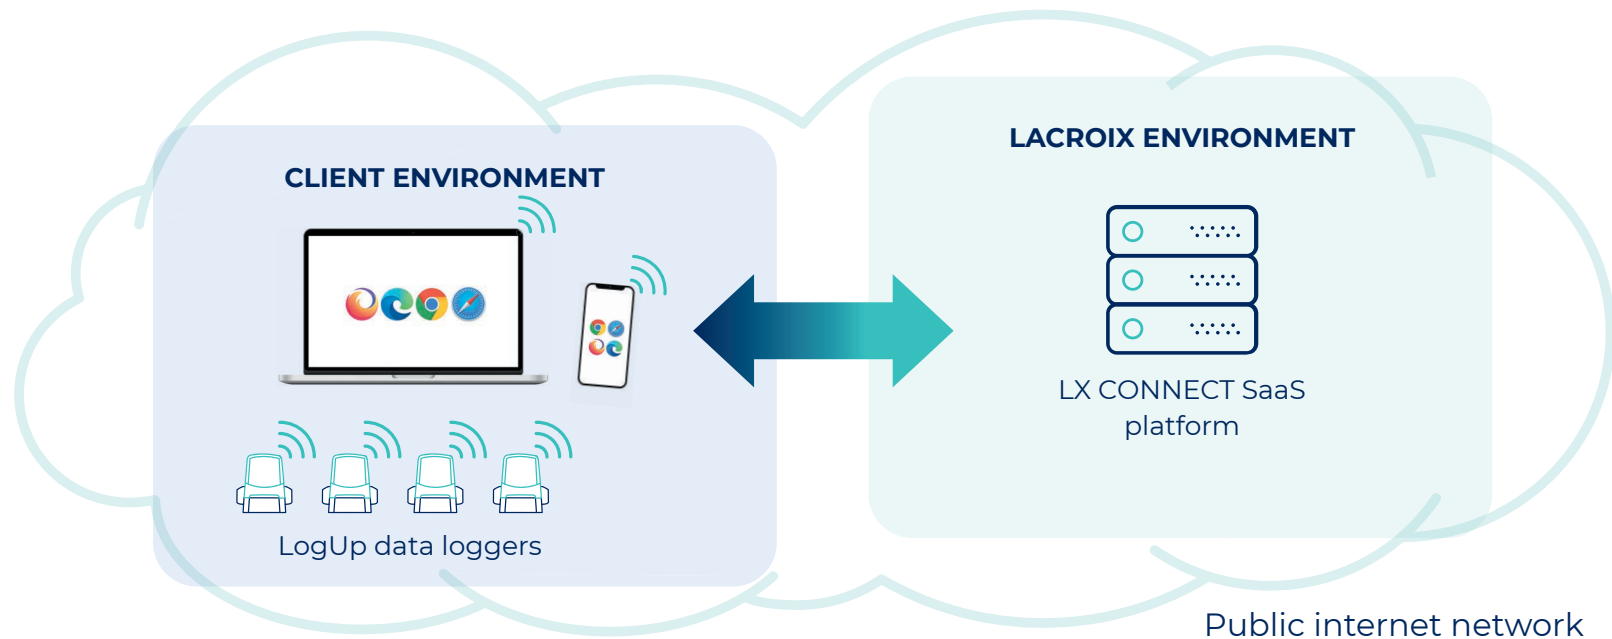 CLIENT ENVIRONMENT
LogUp data loggers
LACROIX ENVIRONMENT
LX CONNECT SaaS
platform
Public internet network